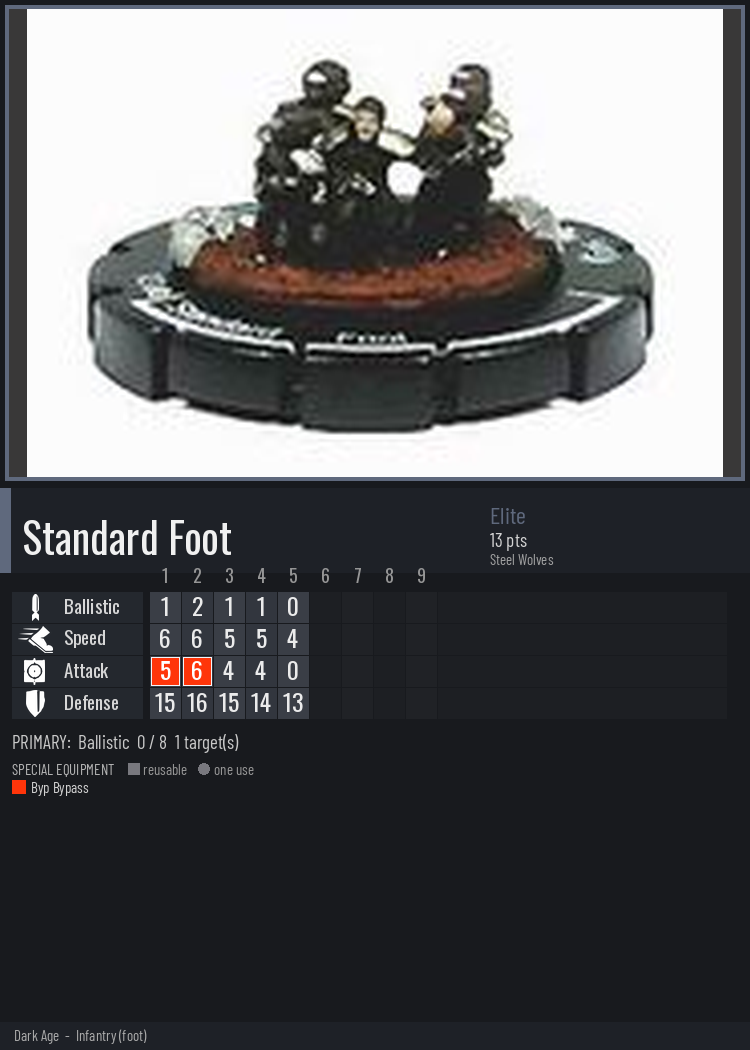 Standard
Standard Foot
Elite
13 pts
Steel Wolves
1 2 3 4 5 6 7 8 9
Ballistic 1 2 1 1 0
Speed 6 6 5 5 4
Attack 5 6 4 4 0
Defense 15 16 15 14 13
PRIMARY: Ballistic 0 / 8 1 target(s)
SPECIAL EQUIPMENT reusable one use
Byp Bypass
Dark Age - Infantry (foot)